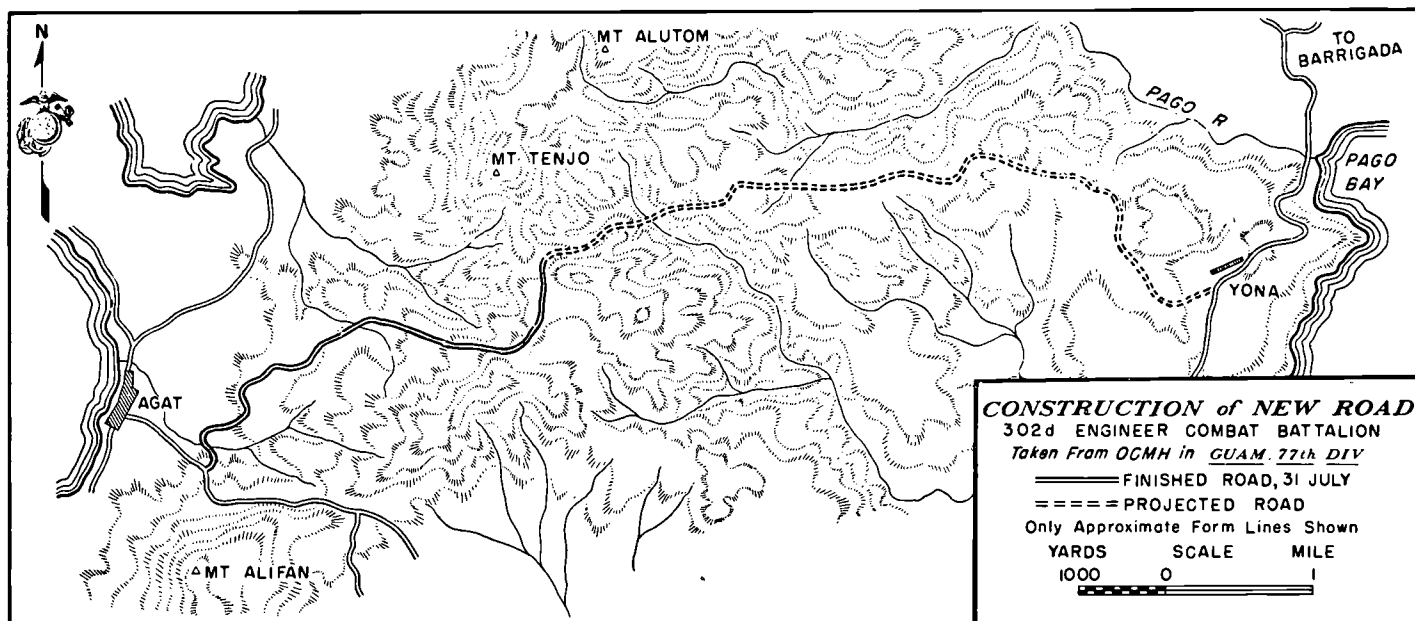 N
MT ALUTOM
TO
BARRIGADA
PAGO R
MT TENJO
PAGO
BAY
YONA
AGAT
MT ALIFAN
CONSTRUCTION of NEW ROAD
302d ENGINEER COMBAT BATTALION
Taken From OCMH in GUAM. 77th DIV
FINISHED ROAD, 31 JULY
PROJECTED ROAD
Only Approximate Form Lines Shown
YARDS SCALE MILE
1000 0 1